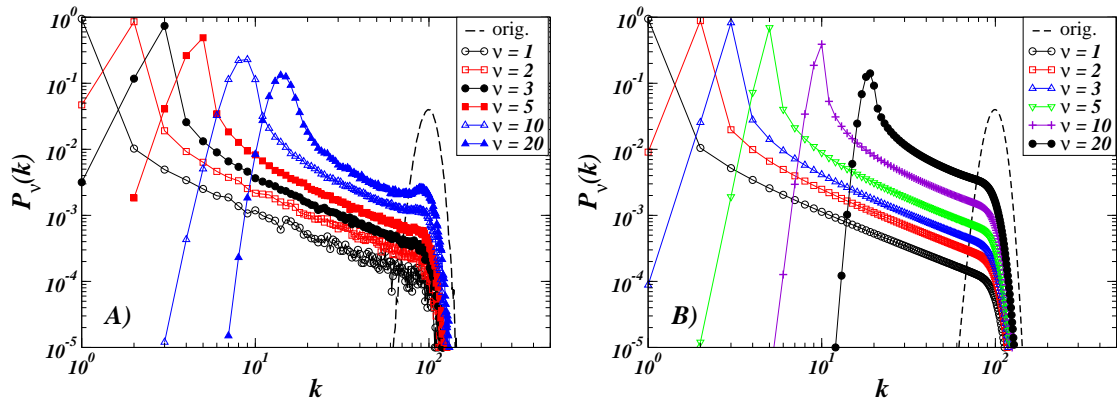 10^0
10^-1
10^-2
10^-3
10^-4
10^-5
P_ν(k)
orig.
ν = 1
ν = 2
ν = 3
ν = 5
ν = 10
ν = 20
A)
10^0
10^1
10^2
k
10^0
10^-1
10^-2
10^-3
10^-4
10^-5
P_ν(k)
orig.
ν = 1
ν = 2
ν = 3
ν = 5
ν = 10
ν = 20
B)
10^0
10^1
10^2
k